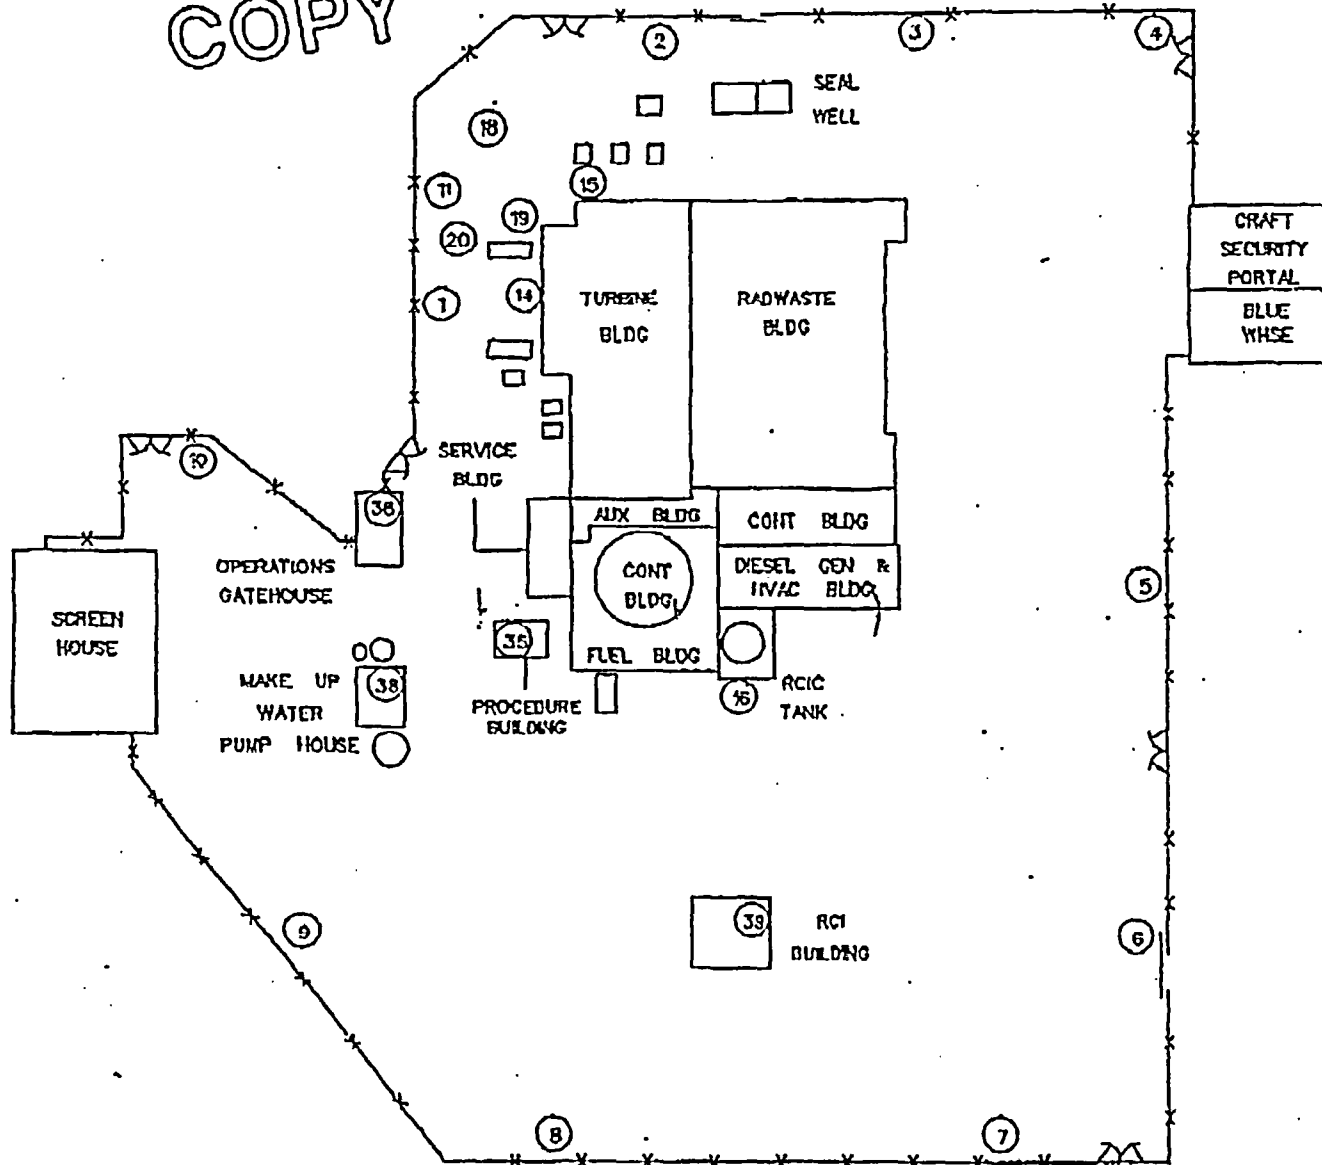 COPY
2
3
4
SEAL
WELL
18
11
15
19
20
CRAFT
SECURITY
PORTAL
14
1
TURBINE
BLDG
RADWASTE
BLDG
BLUE
WHSE
SERVICE
BLDG
10
36
AUX BLDG
CONT BLDG
OPERATIONS
GATEHOUSE
CONT
BLDG
DIESEL GEN &
HVAC BLDG
5
SCREEN
HOUSE
35
FUEL BLDG
MAKE UP
WATER
PUMP HOUSE
38
PROCEDURE
BUILDING
16
RCIC
TANK
39
RCI
BUILDING
6
9
8
7